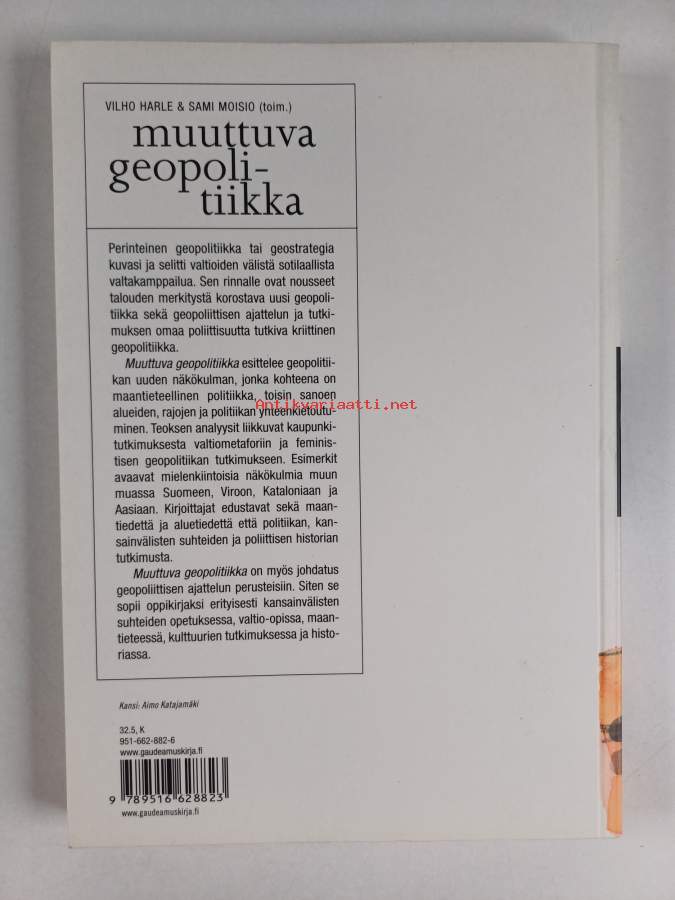 VILHO HARLE & SAMI MOISIO (toim.)
muuttuva
geopoli-
tiikka
Perinteinen geopolitiikka tai geostrategia
kuvasi ja selitti valtioiden välistä sotilaallista
valtakamppailua. Sen rinnalle ovat nousseet
talouden merkitystä korostava uusi geopoli-
tiikka sekä geopoliittisen ajattelun ja tutki-
muksen omaa poliittisuutta tutkiva kriittinen
geopolitiikka.
Muuttuva geopolitiikka esittelee geopolitii-
kan uuden näkökulman, jonka kohteena on
maantieteellinen politiikka, toisin sanoen
alueiden, rajojen ja politiikan yhteenkietoutu-
Antikvariaatti.net
minen. Teoksen analyysit liikkuvat kaupunki-
tutkimuksesta valtiometaforiin ja feminis-
tisen geopolitiikan tutkimukseen. Esimerkit
avaavat mielenkiintoisia näkökulmia muun
muassa Suomeen, Viroon, Kataloniaan ja
Aasiaan. Kirjoittajat edustavat sekä maan-
tiedettä ja aluetiedettä että politiikan, kan-
sainvälisten suhteiden ja poliittisen historian
tutkimusta.
Muuttuva geopolitiikka on myös johdatus
geopoliittisen ajattelun perusteisiin. Siten se
sopii oppikirjaksi erityisesti kansainvälisten
suhteiden opetuksessa, valtio-opissa, maan-
tieteessä, kulttuurien tutkimuksessa ja histo-
riassa.
Kansi: Aimo Katajamäki
32.5, K
951-662-882-6
www.gaudeamuskirja.fi
9 789516 628823
www.gaudeamuskirja.fi